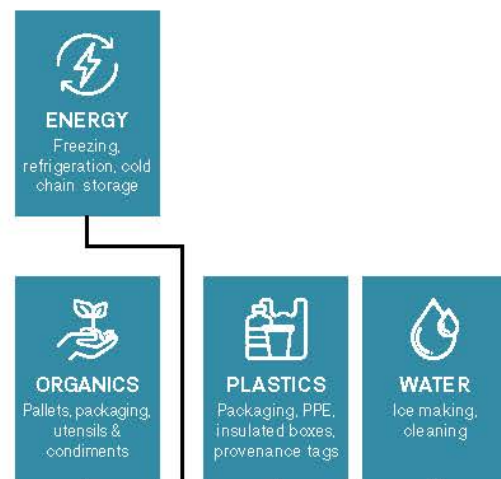 ENERGY
Freezing,
refrigeration, cold
chain storage
ORGANICS
Pallets, packaging,
utensils &
condiments
PLASTICS
Packaging, PPE,
insulated boxes,
provenance tags
WATER
Ice making,
cleaning